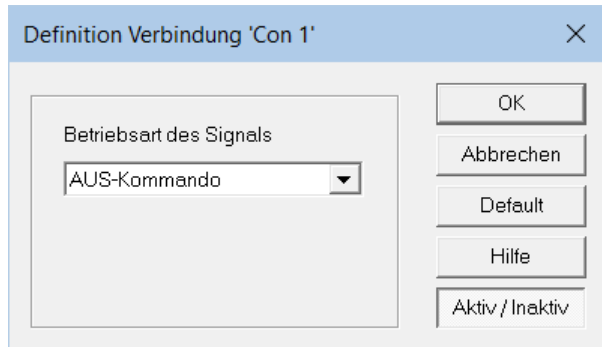 Definition Verbindung 'Con 1'
Betriebsart des Signals
AUS-Kommando
OK
Abbrechen
Default
Hilfe
Aktiv / Inaktiv